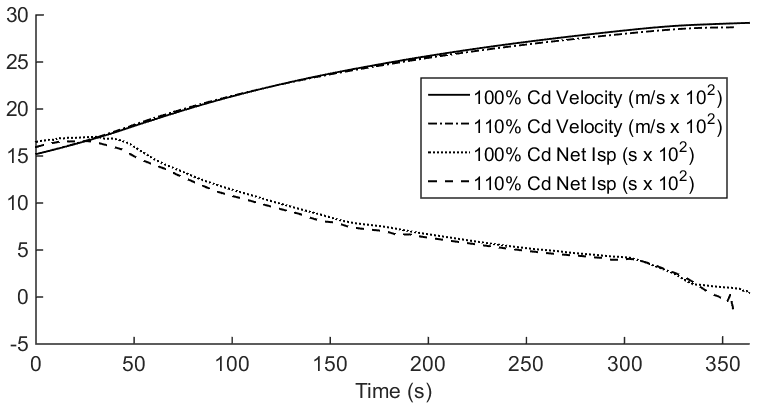 30
25
20
15
10
5
0
-5
100% Cd Velocity (m/s x 10²)
110% Cd Velocity (m/s x 10²)
100% Cd Net Isp (s x 10²)
110% Cd Net Isp (s x 10²)
0 50 100 150 200 250 300 350
Time (s)